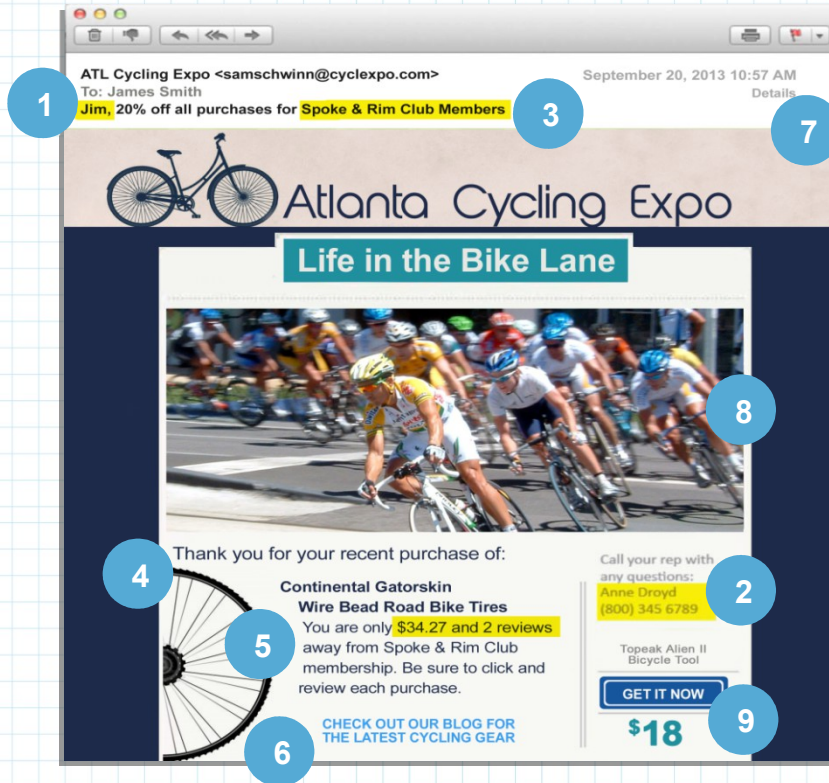 ATL Cycling Expo <samschwinn@cyclexpo.com>
September 20, 2013 10:57 AM
To: James Smith
Details
1
Jim, 20% off all purchases for Spoke & Rim Club Members
3
7
Atlanta Cycling Expo
Life in the Bike Lane
8
4
Thank you for your recent purchase of:
Continental Gatorskin
Wire Bead Road Bike Tires
5
You are only $34.27 and 2 reviews
away from Spoke & Rim Club
membership. Be sure to click and
review each purchase.
6
CHECK OUT OUR BLOG FOR
THE LATEST CYCLING GEAR
Call your rep with
any questions:
Anne Droyd
(800) 345 6789
2
Topeak Alien II
Bicycle Tool
GET IT NOW
$18
9